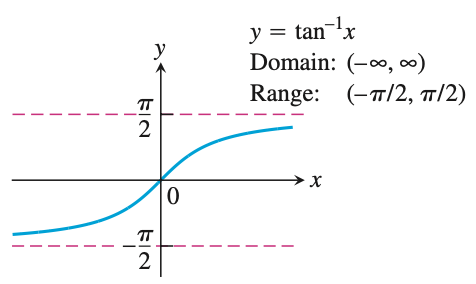 y = tan⁻¹x
Domain: (−∞, ∞)
Range: (−π/2, π/2)
y
π/2
x
0
−π/2